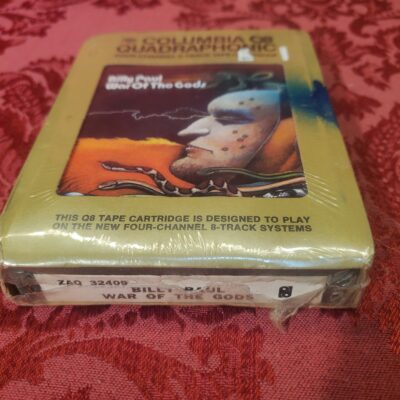 COLUMBIA Q8
QUADRAPHONIC
Billy Paul
War Of The Gods
THIS Q8 TAPE CARTRIDGE IS DESIGNED TO PLAY
ON THE NEW FOUR-CHANNEL 8-TRACK SYSTEMS
ZAQ 32409
BILLY PAUL
WAR OF THE GODS